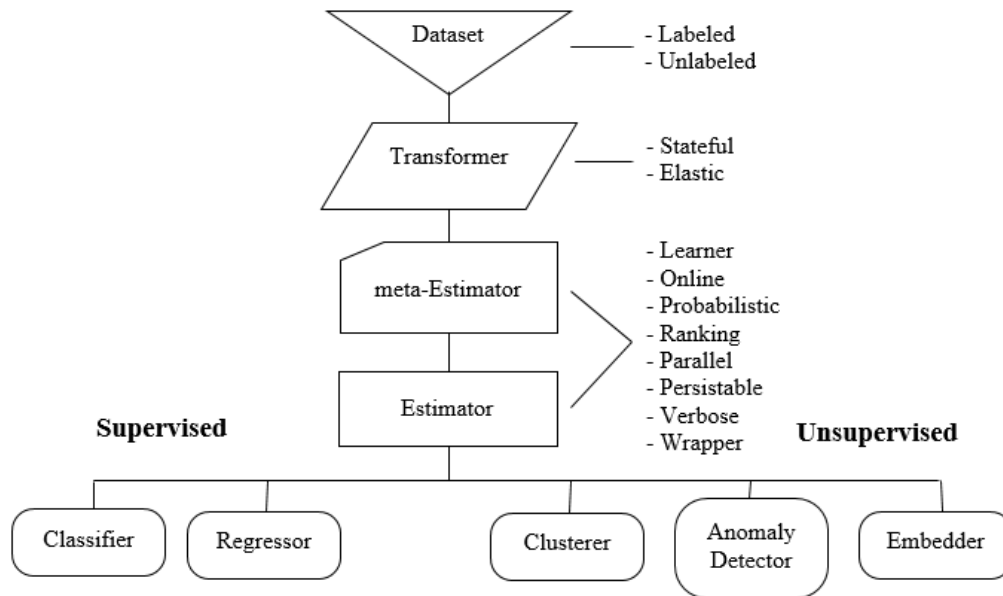 Dataset
- Labeled
- Unlabeled
Transformer
- Stateful
- Elastic
meta-Estimator
- Learner
- Online
- Probabilistic
- Ranking
- Parallel
- Persistable
- Verbose
- Wrapper
Estimator
Supervised
Unsupervised
Classifier
Regressor
Clusterer
Anomaly
Detector
Embedder